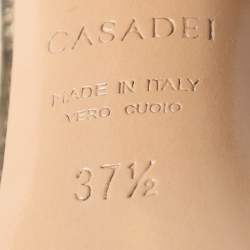 CASADEI
MADE IN ITALY
VERO CUOIO
37½